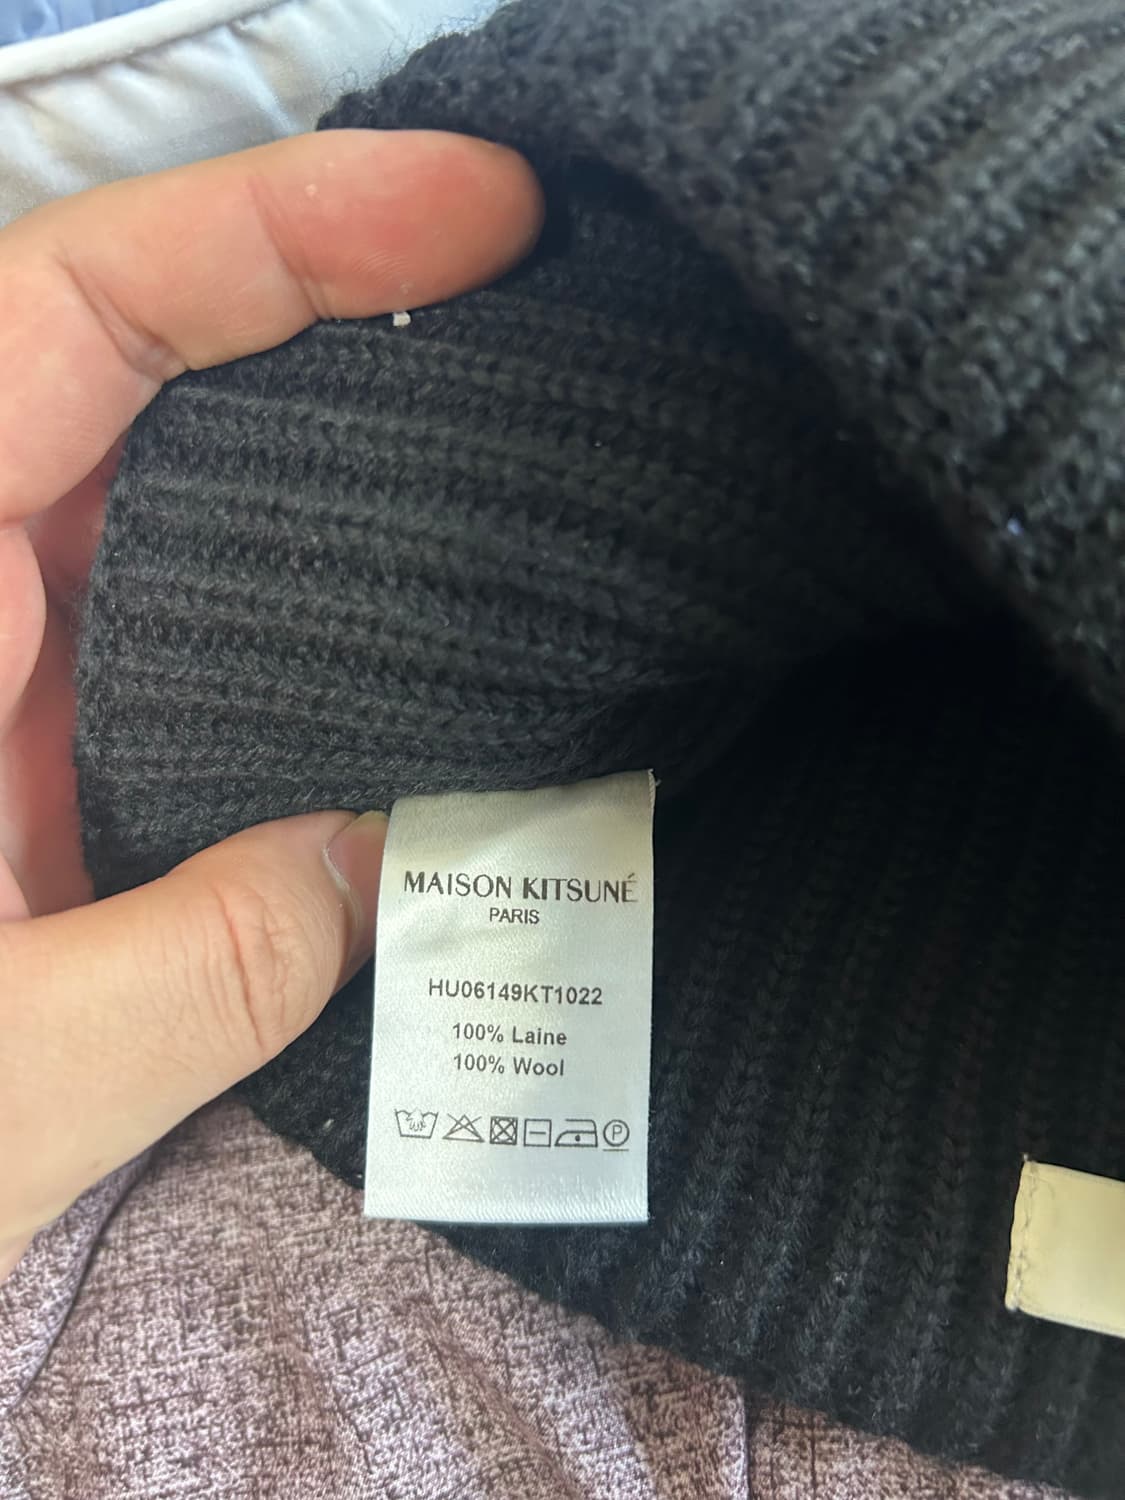 MAISON KITSUNÉ
PARIS
HU06149KT1022
100% Laine
100% Wool
P